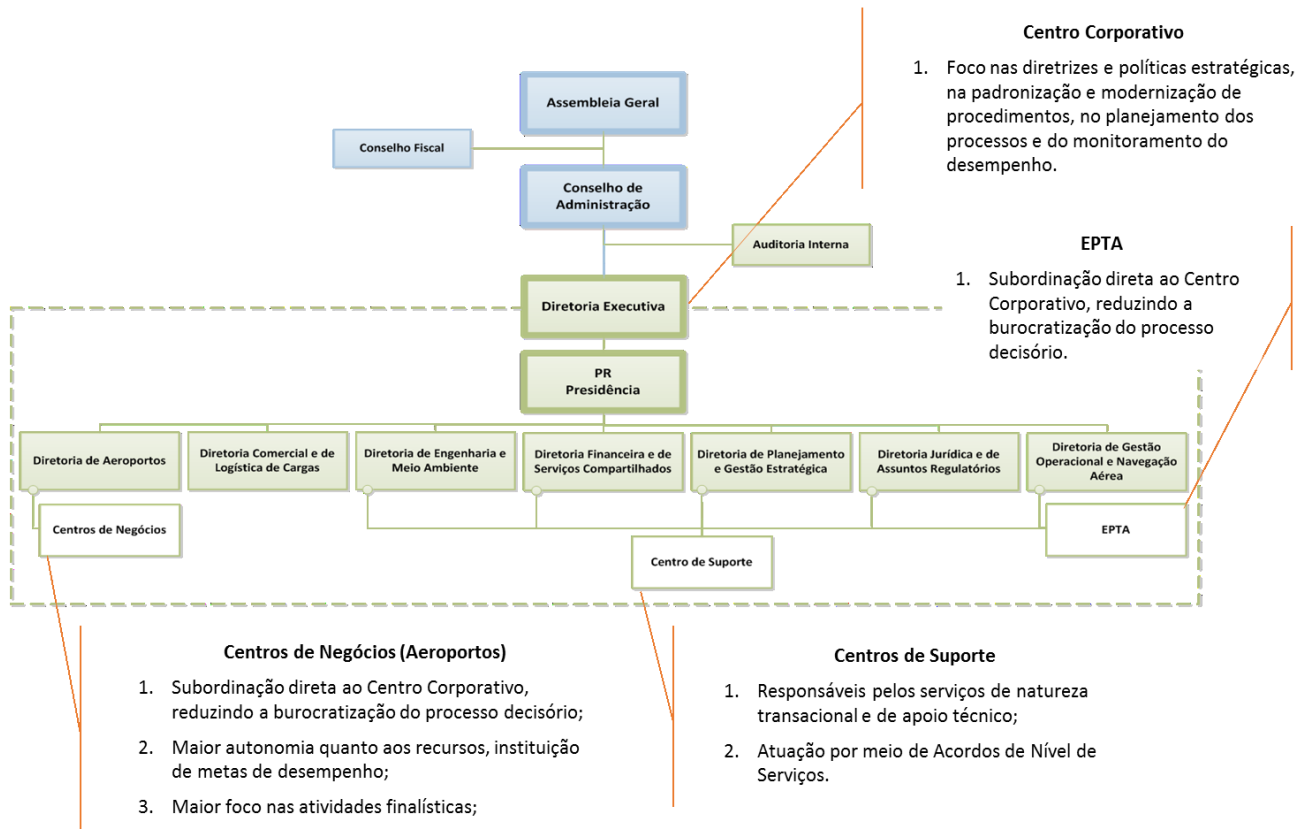 Centro Corporativo
1. Foco nas diretrizes e políticas estratégicas,
na padronização e modernização de
procedimentos, no planejamento dos
processos e do monitoramento do
desempenho.
Assembleia Geral
Conselho Fiscal
Conselho de
Administração
Auditoria Interna
EPTA
1. Subordinação direta ao Centro
Corporativo, reduzindo a
burocratização do processo
decisório.
Diretoria Executiva
PR
Presidência
Diretoria de Aeroportos
Diretoria Comercial e de
Logística de Cargas
Diretoria de Engenharia e
Meio Ambiente
Diretoria Financeira e de
Serviços Compartilhados
Diretoria de Planejamento
e Gestão Estratégica
Diretoria Jurídica e de
Assuntos Regulatórios
Diretoria de Gestão
Operacional e Navegação
Aérea
Centros de Negócios
Centro de Suporte
EPTA
Centros de Negócios (Aeroportos)
1. Subordinação direta ao Centro Corporativo,
reduzindo a burocratização do processo decisório;
2. Maior autonomia quanto aos recursos, instituição
de metas de desempenho;
3. Maior foco nas atividades finalísticas;
Centros de Suporte
1. Responsáveis pelos serviços de natureza
transacional e de apoio técnico;
2. Atuação por meio de Acordos de Nível de
Serviços.